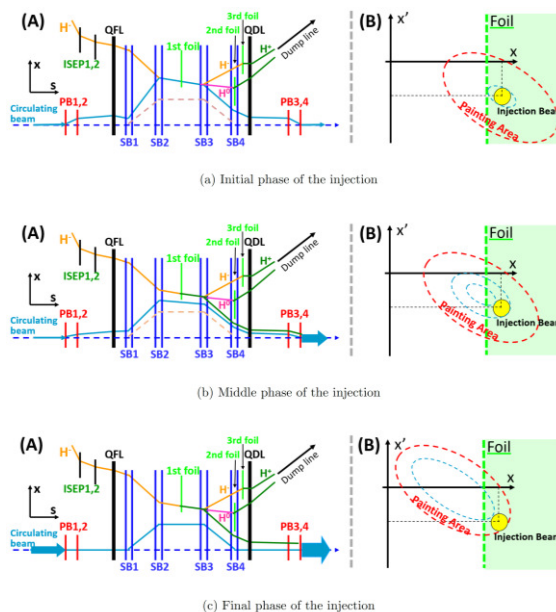 (A) QFL 3rd foil (B) X'
H⁻ 2nd foil QDL Foil
ISEP1,2 1st foil H⁺
X H⁻ Dump line X
S
Circulating beam PB1,2 H⁰ PB3,4 Injection Beam
SB1 SB2 SB3 SB4 Painting Area
(a) Initial phase of the injection
(A) QFL 3rd foil (B) X'
H⁻ 2nd foil QDL Foil
ISEP1,2 1st foil H⁺
X H⁻ Dump line X
S
Circulating beam PB1,2 H⁰ PB3,4 Injection Beam
SB1 SB2 SB3 SB4 Painting Area
(b) Middle phase of the injection
(A) QFL 3rd foil (B) X'
H⁻ 2nd foil QDL Foil
ISEP1,2 1st foil H⁺
X H⁻ Dump line X
S
Circulating beam PB1,2 H⁰ PB3,4 Injection Beam
SB1 SB2 SB3 SB4 Painting Area
(c) Final phase of the injection